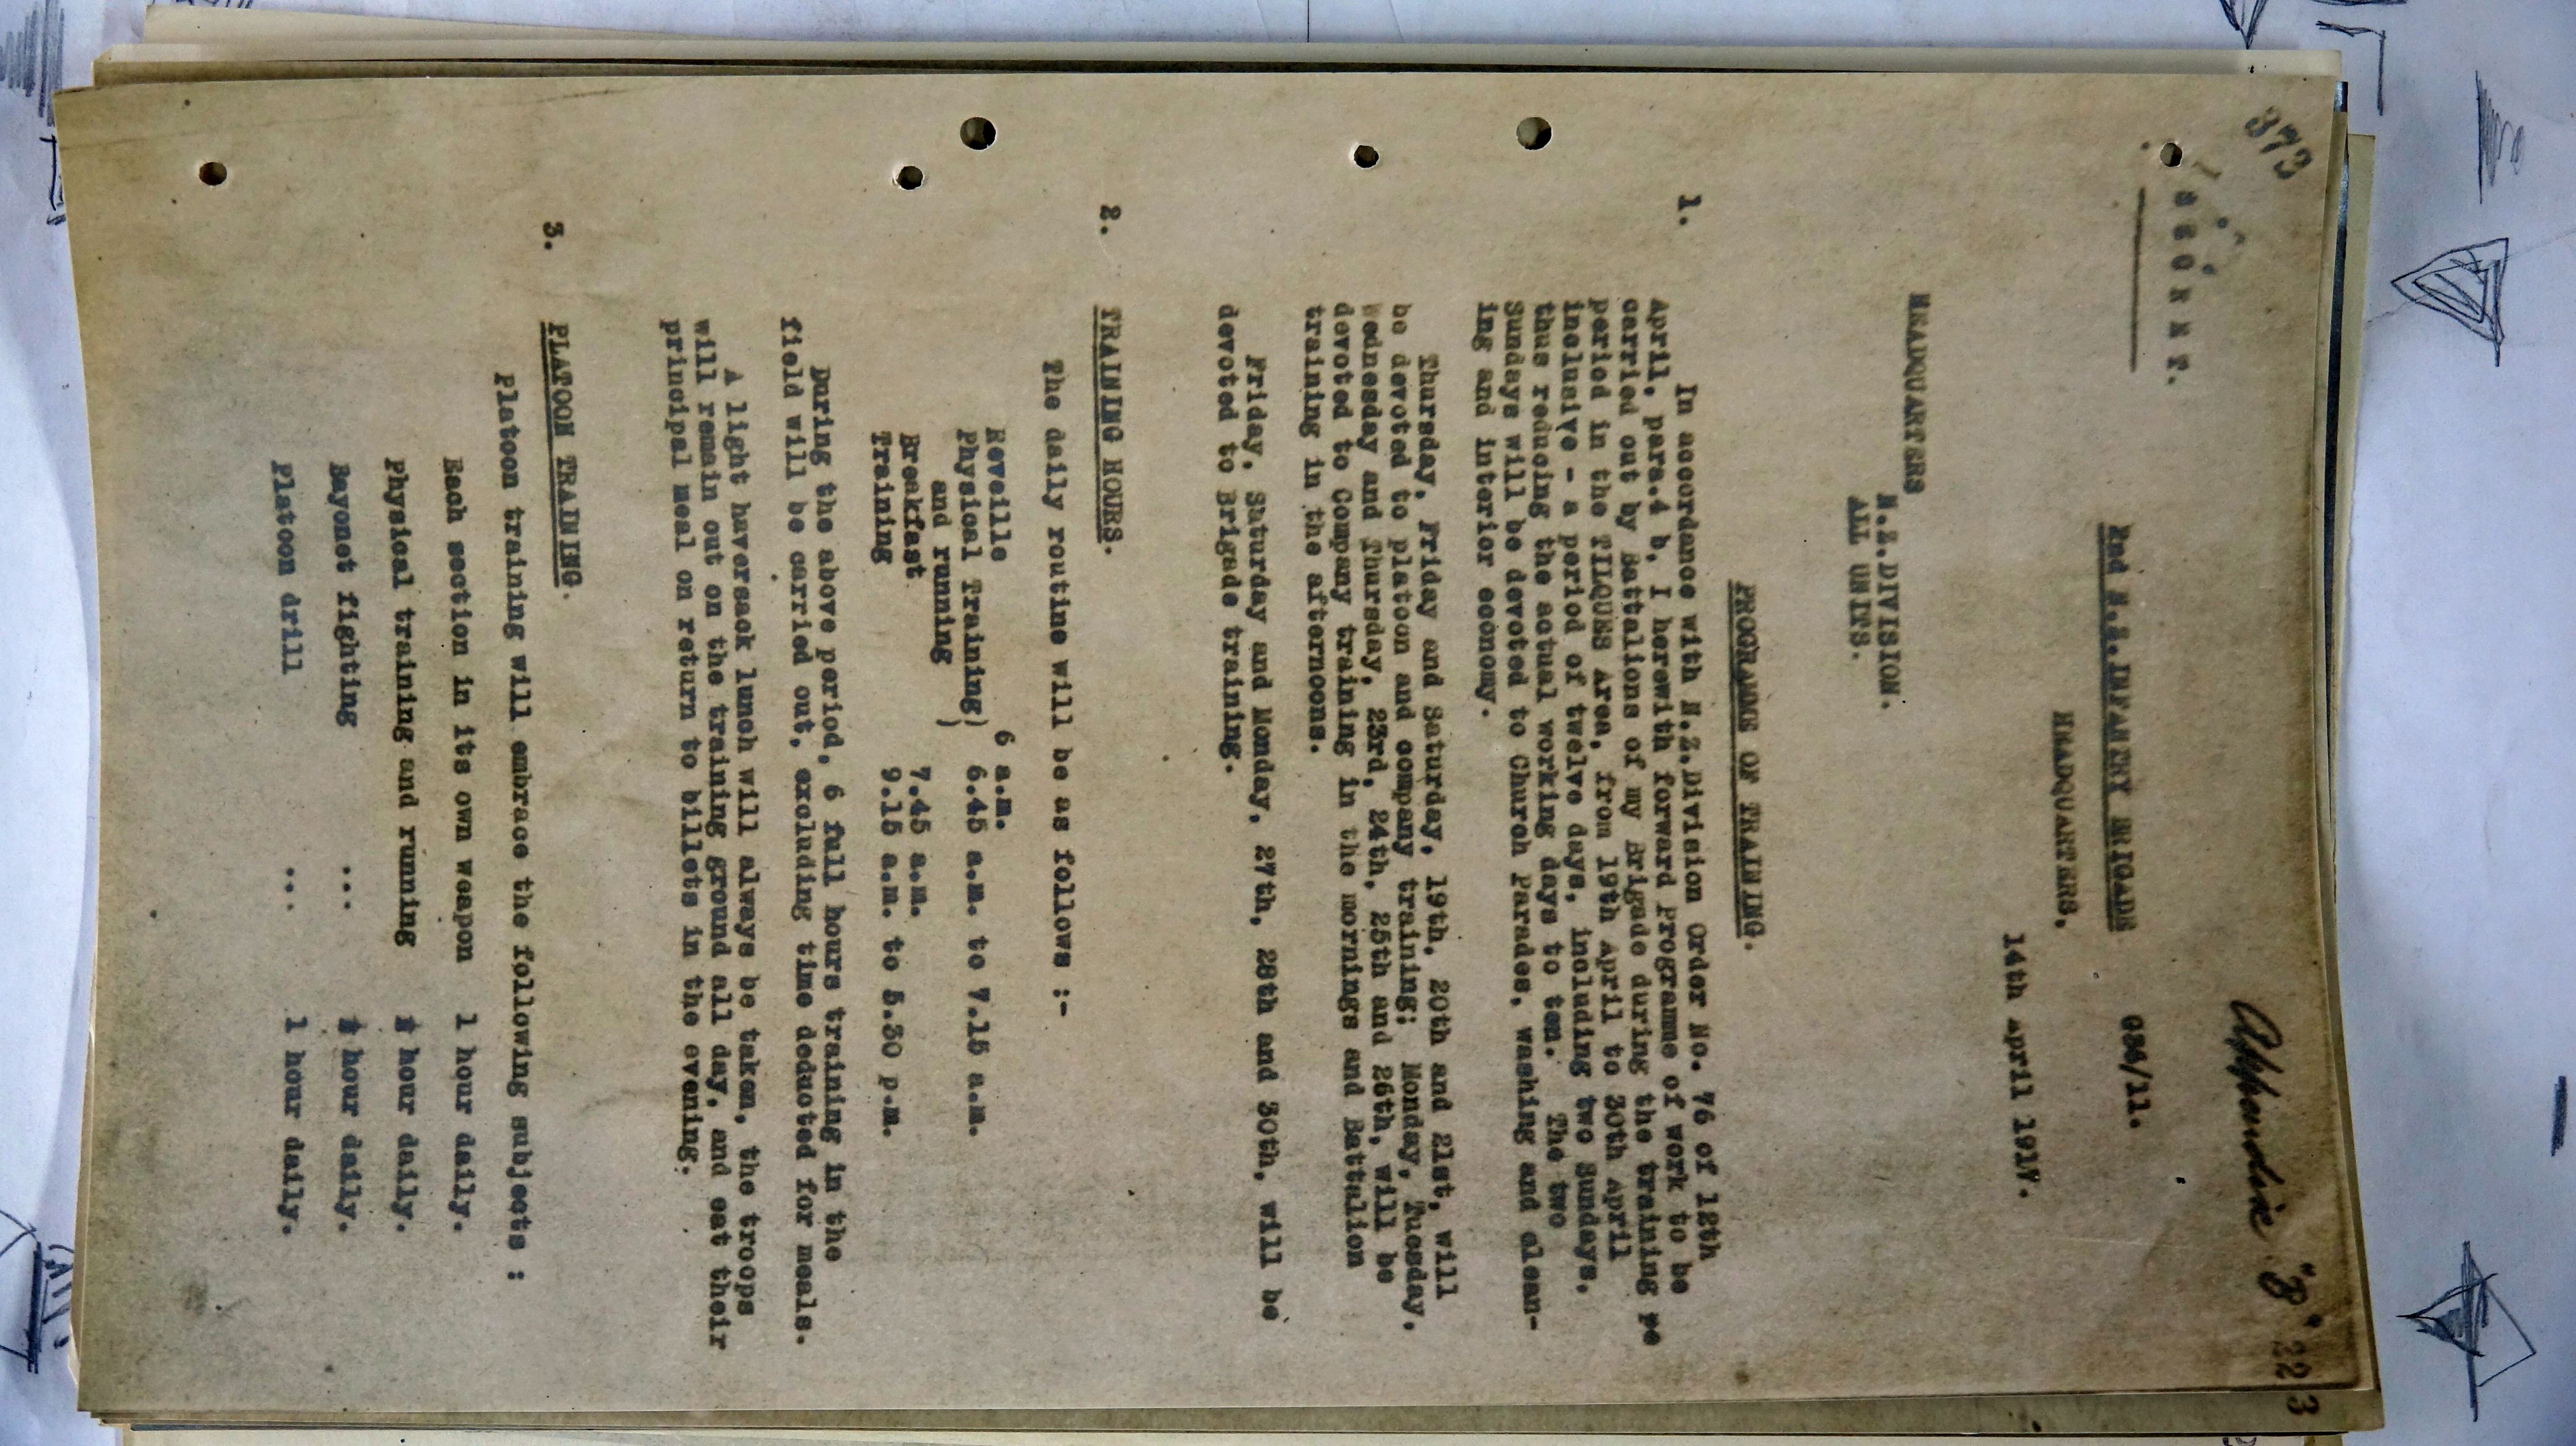 373
Appendix "B" 223
S E C R E T.
2nd N.Z. INFANTRY BRIGADE G34/11.
HEADQUARTERS,
14th April 1917.
HEADQUARTERS
N.Z.DIVISION.
ALL UNITS.
PROGRAMME OF TRAINING.
1. In accordance with N.Z.Division Order No. 76 of 12th
April, para.4 b, I herewith forward Programme of work to be
carried out by Battalions of my Brigade during the training pe
period in the TILQUES Area, from 19th April to 30th April
inclusive - a period of twelve days, including two Sundays,
thus reducing the actual working days to ten. The two
Sundays will be devoted to Church Parades, washing and clean-
ing and interior economy.
Thursday, Friday and Saturday, 19th, 20th and 21st, will
be devoted to platoon and company training; Monday, Tuesday,
Wednesday and Thursday, 23rd, 24th, 25th and 26th, will be
devoted to Company training in the mornings and Battalion
training in the afternoons.
Friday, Saturday and Monday, 27th, 28th and 30th, will be
devoted to Brigade training.
2. TRAINING HOURS.
The daily routine will be as follows :-
Reveille 6 a.m.
Physical Training) 6.45 a.m. to 7.15 a.m.
and running )
Breakfast 7.45 a.m.
Training 9.15 a.m. to 5.30 p.m.
During the above period, 6 full hours training in the
field will be carried out, excluding time deducted for meals.
A light haversack lunch will always be taken, the troops
will remain out on the training ground all day, and eat their
principal meal on return to billets in the evening.
3. PLATOON TRAINING.
Platoon training will embrace the following subjects :
Each section in its own weapon 1 hour daily.
Physical training and running ½ hour daily.
Bayonet fighting ... ½ hour daily.
Platoon drill ... 1 hour daily.